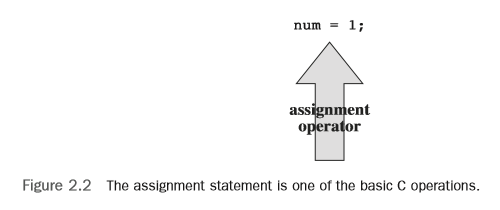 num = 1;
assignment
operator
Figure 2.2 The assignment statement is one of the basic C operations.